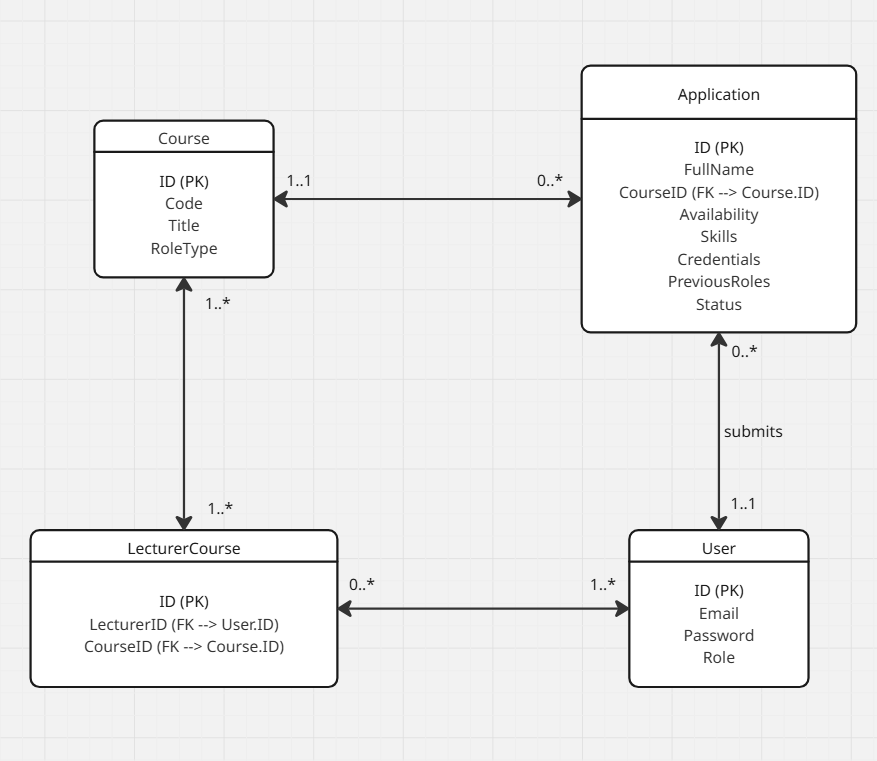 Course
ID (PK)
Code
Title
RoleType
1..1
0..*
Application
ID (PK)
FullName
CourseID (FK --> Course.ID)
Availability
Skills
Credentials
PreviousRoles
Status
1..*
0..*
submits
1..*
1..1
LecturerCourse
ID (PK)
LecturerID (FK --> User.ID)
CourseID (FK --> Course.ID)
0..*
1..*
User
ID (PK)
Email
Password
Role